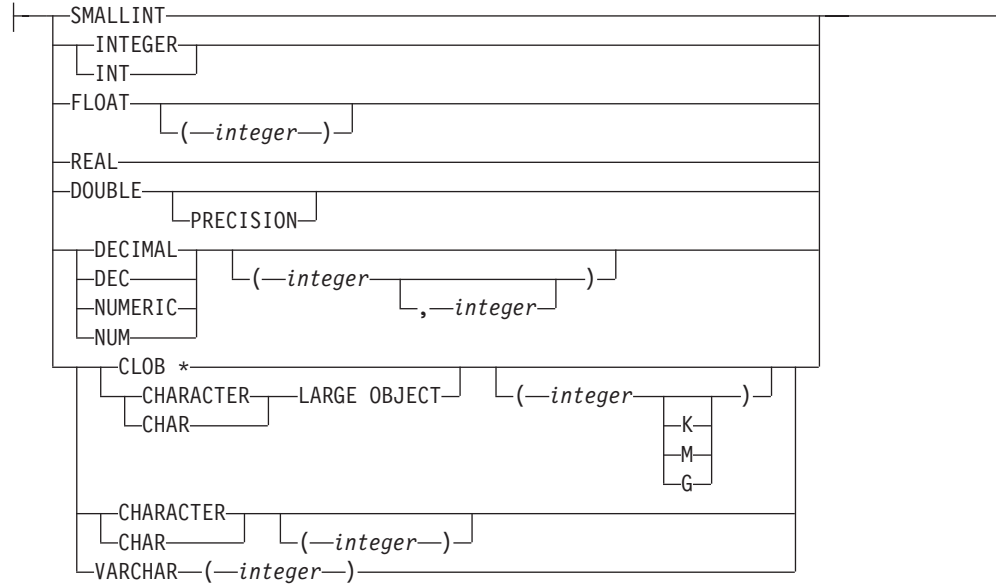 SMALLINT
INTEGER
INT
FLOAT
( integer )
REAL
DOUBLE
PRECISION
DECIMAL ( integer )
DEC , integer
NUMERIC
NUM
CLOB * ( integer )
CHARACTER LARGE OBJECT
CHAR K
M
G
CHARACTER
CHAR ( integer )
VARCHAR ( integer )